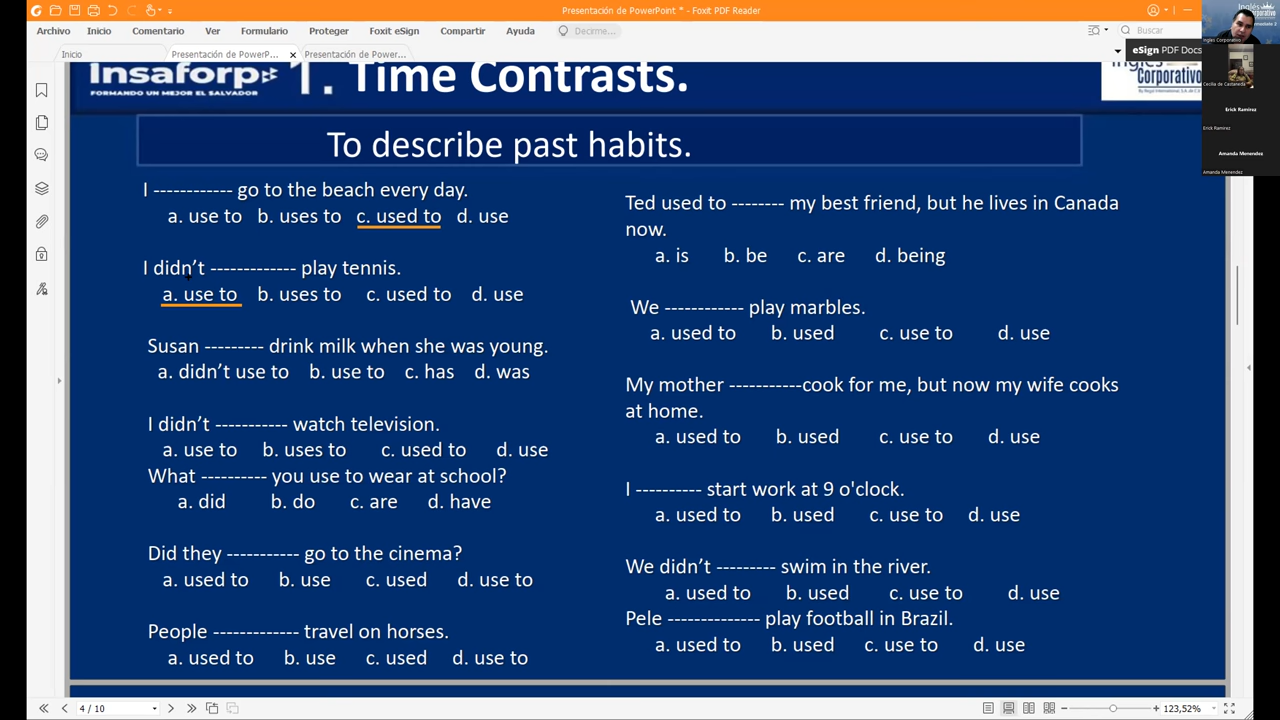 Presentación de PowerPoint * - Foxit PDF Reader
Archivo Inicio Comentario Ver Formulario Proteger Foxit eSign Compartir Ayuda Decirme... Buscar
Inicio Presentación de PowerP... × Presentación de PowerP...
eSign PDF Docs
Inglés Corporativo
Cecilia de Castaneda
Erick Ramirez
Erick Ramirez
Amanda Menendez
Amanda Menendez
Insaforp
FORMANDO UN MEJOR EL SALVADOR
1. Time Contrasts.
Inglés
Corporativo
To describe past habits.
I ------------ go to the beach every day.
a. use to b. uses to c. used to d. use
I didn’t ------------- play tennis.
a. use to b. uses to c. used to d. use
Susan --------- drink milk when she was young.
a. didn’t use to b. use to c. has d. was
I didn’t ----------- watch television.
a. use to b. uses to c. used to d. use
What ---------- you use to wear at school?
a. did b. do c. are d. have
Did they ----------- go to the cinema?
a. used to b. use c. used d. use to
People ------------- travel on horses.
a. used to b. use c. used d. use to
Ted used to -------- my best friend, but he lives in Canada
now.
a. is b. be c. are d. being
We ------------ play marbles.
a. used to b. used c. use to d. use
My mother -----------cook for me, but now my wife cooks
at home.
a. used to b. used c. use to d. use
I ---------- start work at 9 o'clock.
a. used to b. used c. use to d. use
We didn’t --------- swim in the river.
a. used to b. used c. use to d. use
Pele -------------- play football in Brazil.
a. used to b. used c. use to d. use
4 / 10
123,52%